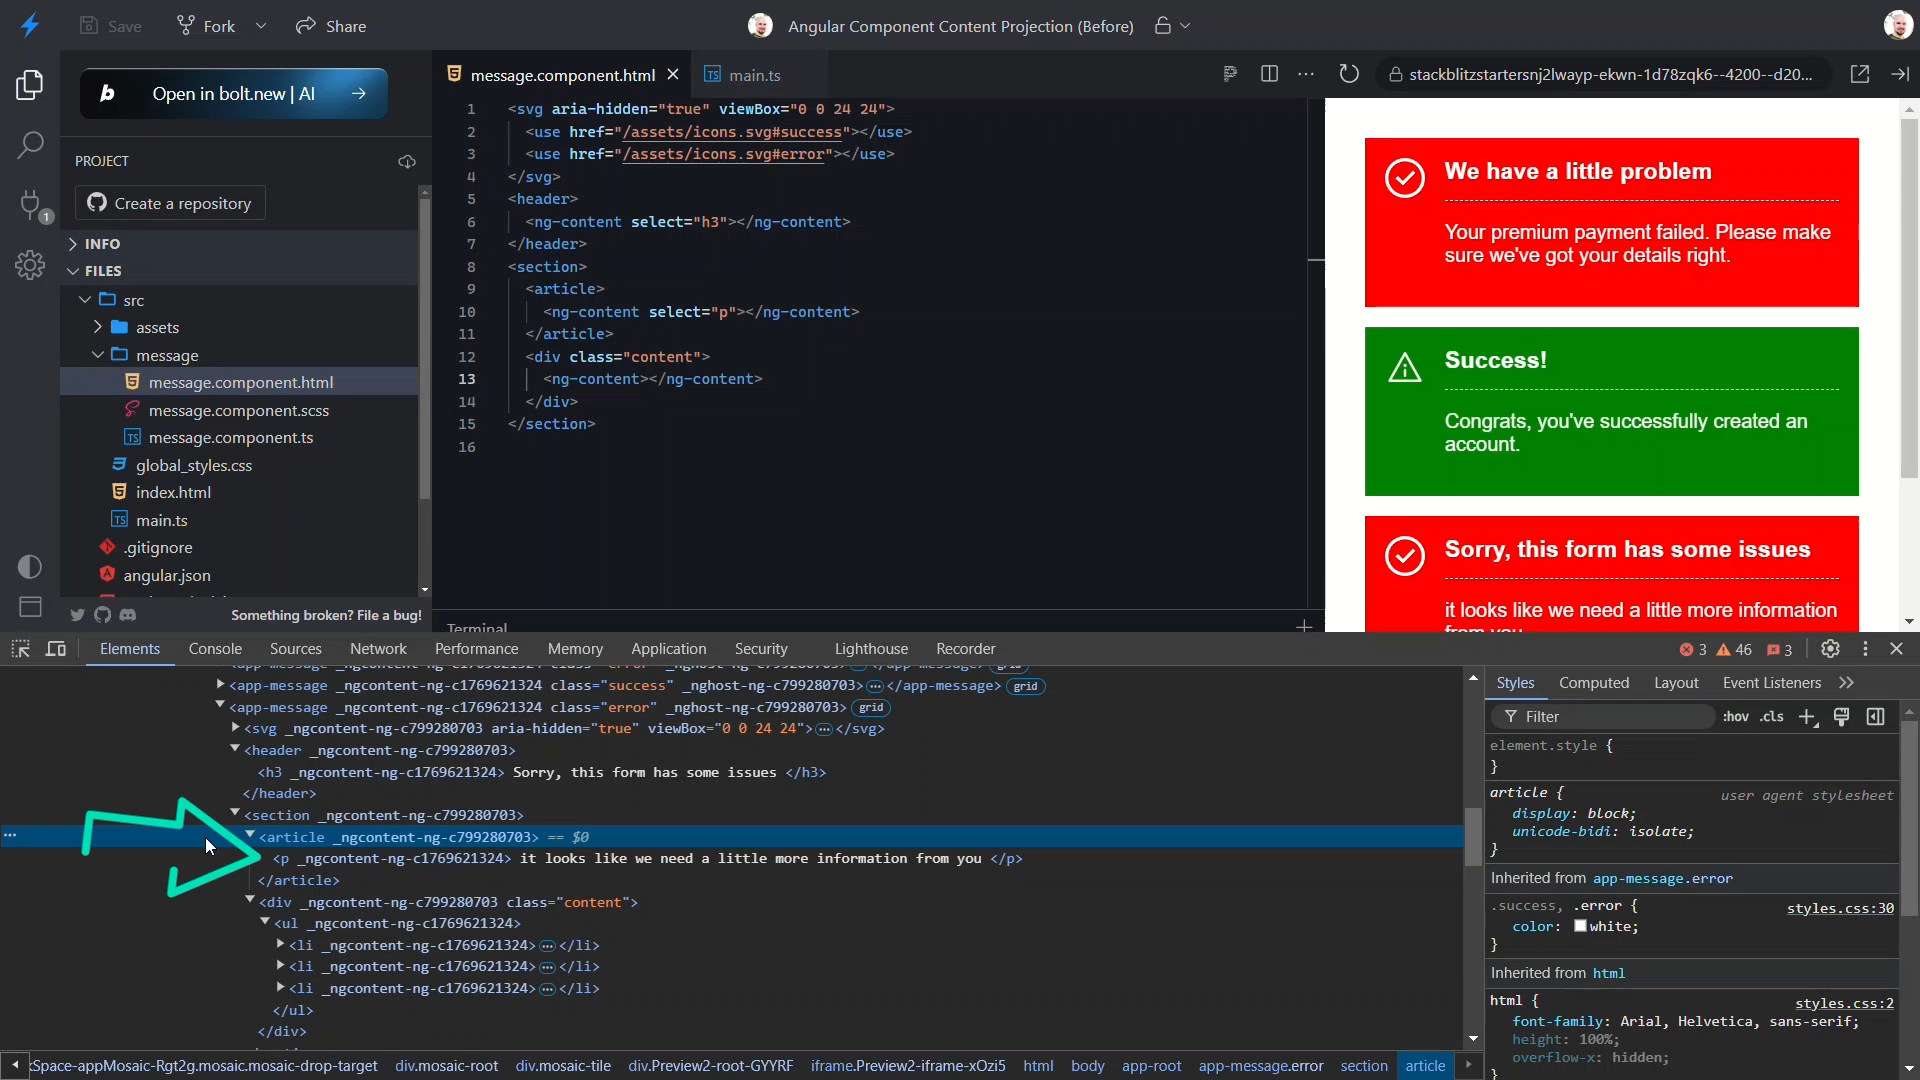 Save
Fork
Share
Angular Component Content Projection (Before)
b Open in bolt.new | AI
PROJECT
Create a repository
1
INFO
FILES
src
assets
message
message.component.html
message.component.scss
message.component.ts
global_styles.css
index.html
main.ts
.gitignore
angular.json
Something broken? File a bug!
message.component.html
main.ts
1 <svg aria-hidden="true" viewBox="0 0 24 24">
2 <use href="/assets/icons.svg#success"></use>
3 <use href="/assets/icons.svg#error"></use>
4 </svg>
5 <header>
6 <ng-content select="h3"></ng-content>
7 </header>
8 <section>
9 <article>
10 <ng-content select="p"></ng-content>
11 </article>
12 <div class="content">
13 <ng-content></ng-content>
14 </div>
15 </section>
16
Terminal
stackblitzstartersnj2lwayp-ekwn-1d78zqk6--4200--d20...
We have a little problem
Your premium payment failed. Please make
sure we've got your details right.
Success!
Congrats, you've successfully created an
account.
Sorry, this form has some issues
it looks like we need a little more information
from you
Elements
Console
Sources
Network
Performance
Memory
Application
Security
Lighthouse
Recorder
3
46
3
<app-message _ngcontent-ng-c1769621324 class="error" _nghost-ng-c799280703> … </app-message> grid
<app-message _ngcontent-ng-c1769621324 class="success" _nghost-ng-c799280703> … </app-message> grid
<app-message _ngcontent-ng-c1769621324 class="error" _nghost-ng-c799280703> grid
<svg _ngcontent-ng-c799280703 aria-hidden="true" viewBox="0 0 24 24"> … </svg>
<header _ngcontent-ng-c799280703>
<h3 _ngcontent-ng-c1769621324> Sorry, this form has some issues </h3>
</header>
<section _ngcontent-ng-c799280703>
<article _ngcontent-ng-c799280703> == $0
<p _ngcontent-ng-c1769621324> it looks like we need a little more information from you </p>
</article>
<div _ngcontent-ng-c799280703 class="content">
<ul _ngcontent-ng-c1769621324>
<li _ngcontent-ng-c1769621324> … </li>
<li _ngcontent-ng-c1769621324> … </li>
<li _ngcontent-ng-c1769621324> … </li>
</ul>
</div>
Styles
Computed
Layout
Event Listeners
Filter
:hov .cls
element.style {
}
article { user agent stylesheet
display: block;
unicode-bidi: isolate;
}
Inherited from app-message.error
.success, .error { styles.css:30
color: white;
}
Inherited from html
html { styles.css:2
font-family: Arial, Helvetica, sans-serif;
height: 100%;
overflow-x: hidden;
}
:Space-appMosaic-Rgt2g.mosaic.mosaic-drop-target
div.mosaic-root
div.mosaic-tile
div.Preview2-root-GYYRF
iframe.Preview2-iframe-xOzi5
html
body
app-root
app-message.error
section
article